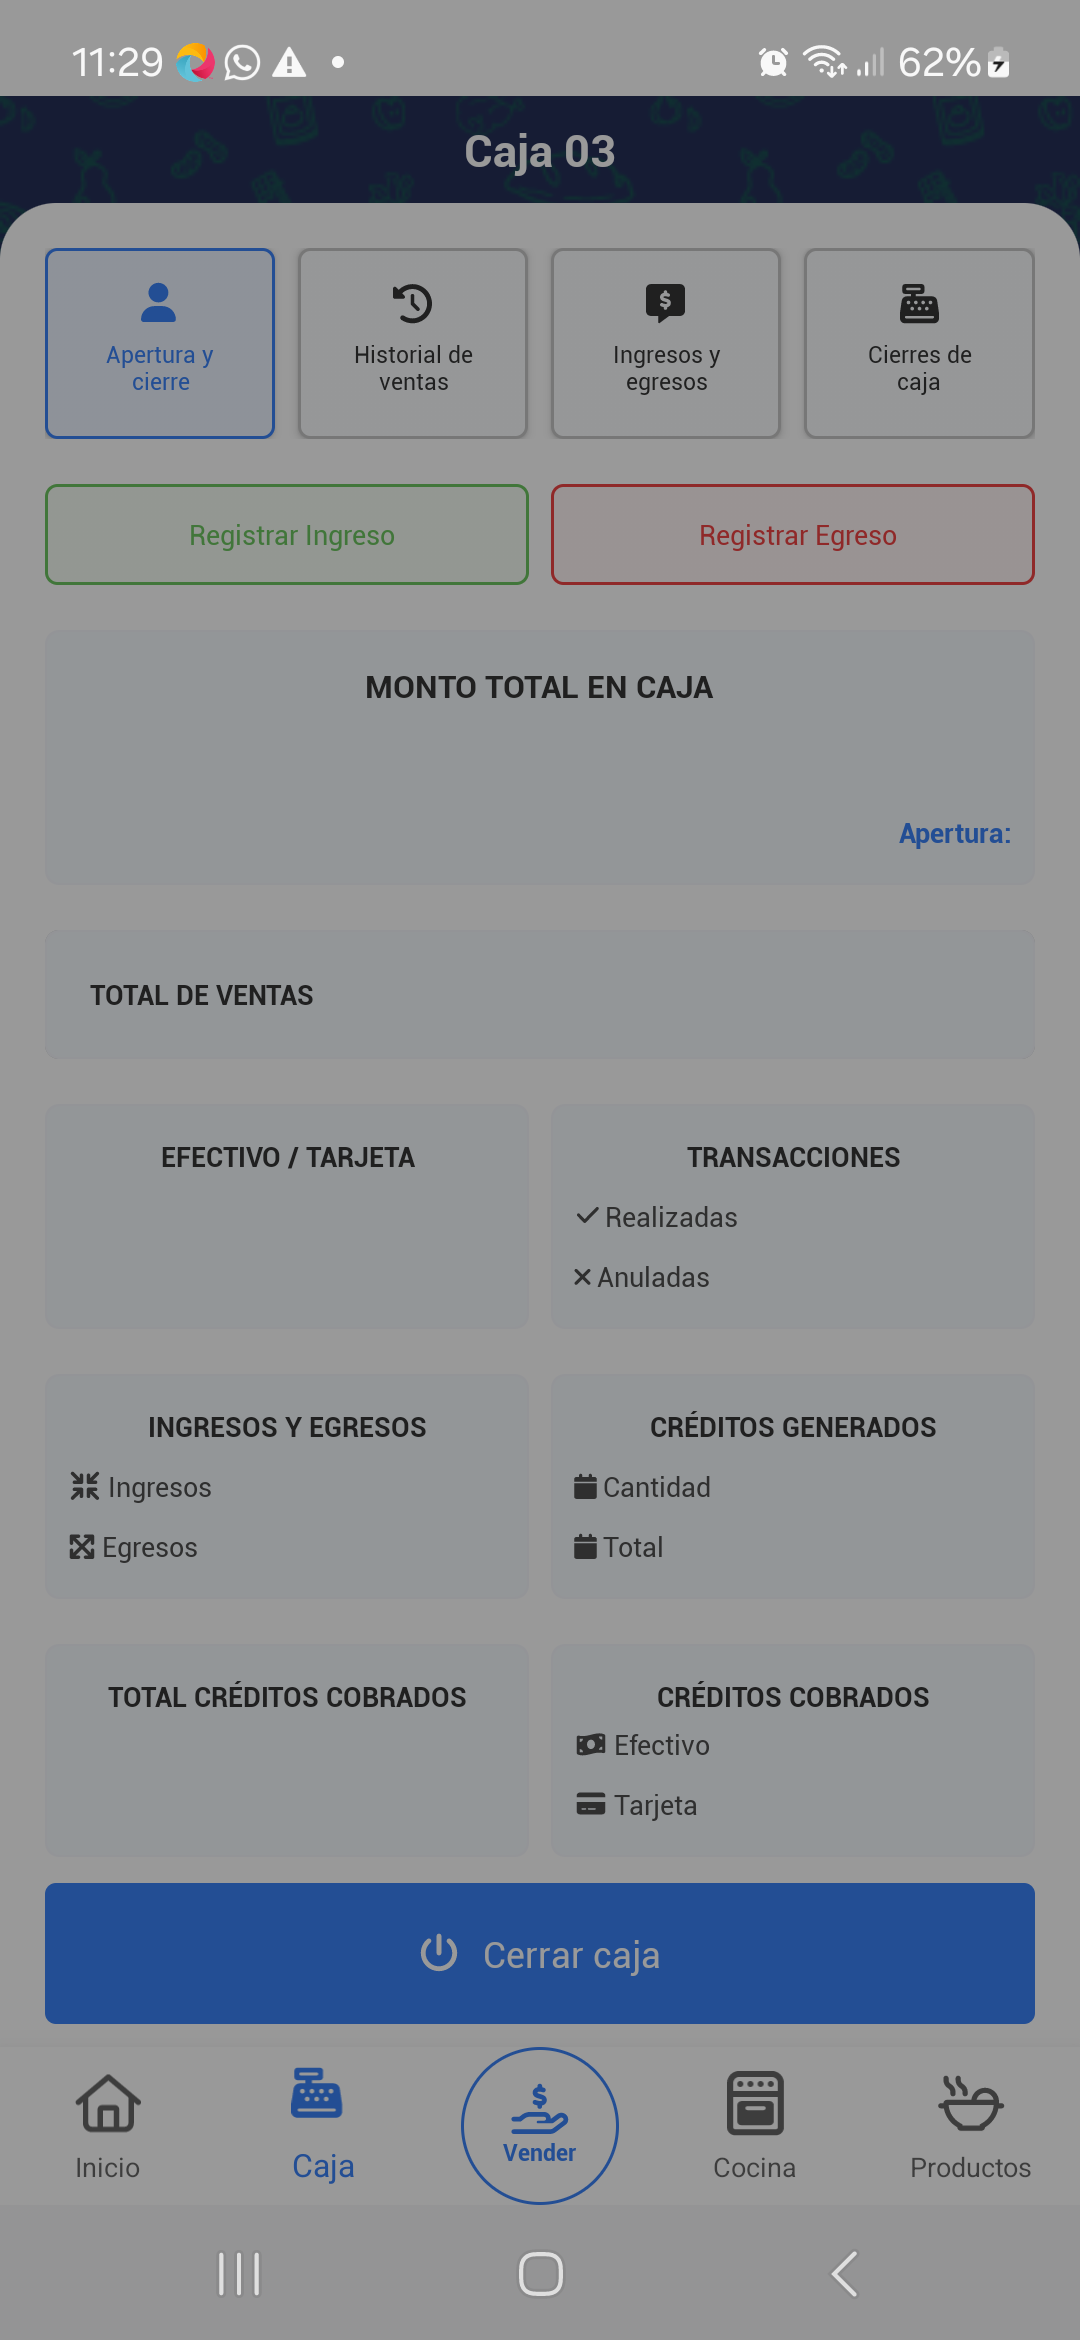 11:29
62%
Caja 03
Apertura y
cierre
Historial de
ventas
Ingresos y
egresos
Cierres de
caja
Registrar Ingreso
Registrar Egreso
MONTO TOTAL EN CAJA
Apertura:
TOTAL DE VENTAS
EFECTIVO / TARJETA
TRANSACCIONES
Realizadas
Anuladas
INGRESOS Y EGRESOS
Ingresos
Egresos
CRÉDITOS GENERADOS
Cantidad
Total
TOTAL CRÉDITOS COBRADOS
CRÉDITOS COBRADOS
Efectivo
Tarjeta
Cerrar caja
Inicio
Caja
Vender
Cocina
Productos